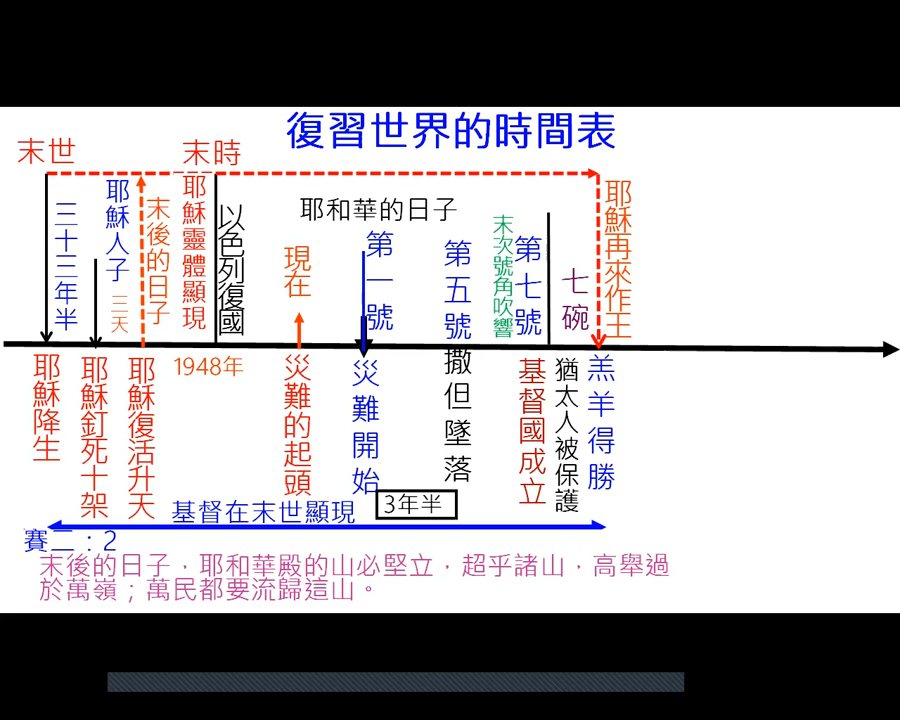 復習世界的時間表
末世
末時
三十三年半
耶穌人子
三天
末後的日子
耶穌靈體顯現
以色列復國
現在
耶和華的日子
第一號
第五號
末次號角吹響
第七號
七碗
耶穌再來作王
耶穌降生
耶穌釘死十架
耶穌復活升天
1948年
災難的起頭
災難開始
撒但墜落
基督國成立
猶太人被保護
羔羊得勝
3年半
基督在末世顯現
賽二：2
末後的日子，耶和華殿的山必堅立，超乎諸山，高舉過
於萬嶺；萬民都要流歸這山。